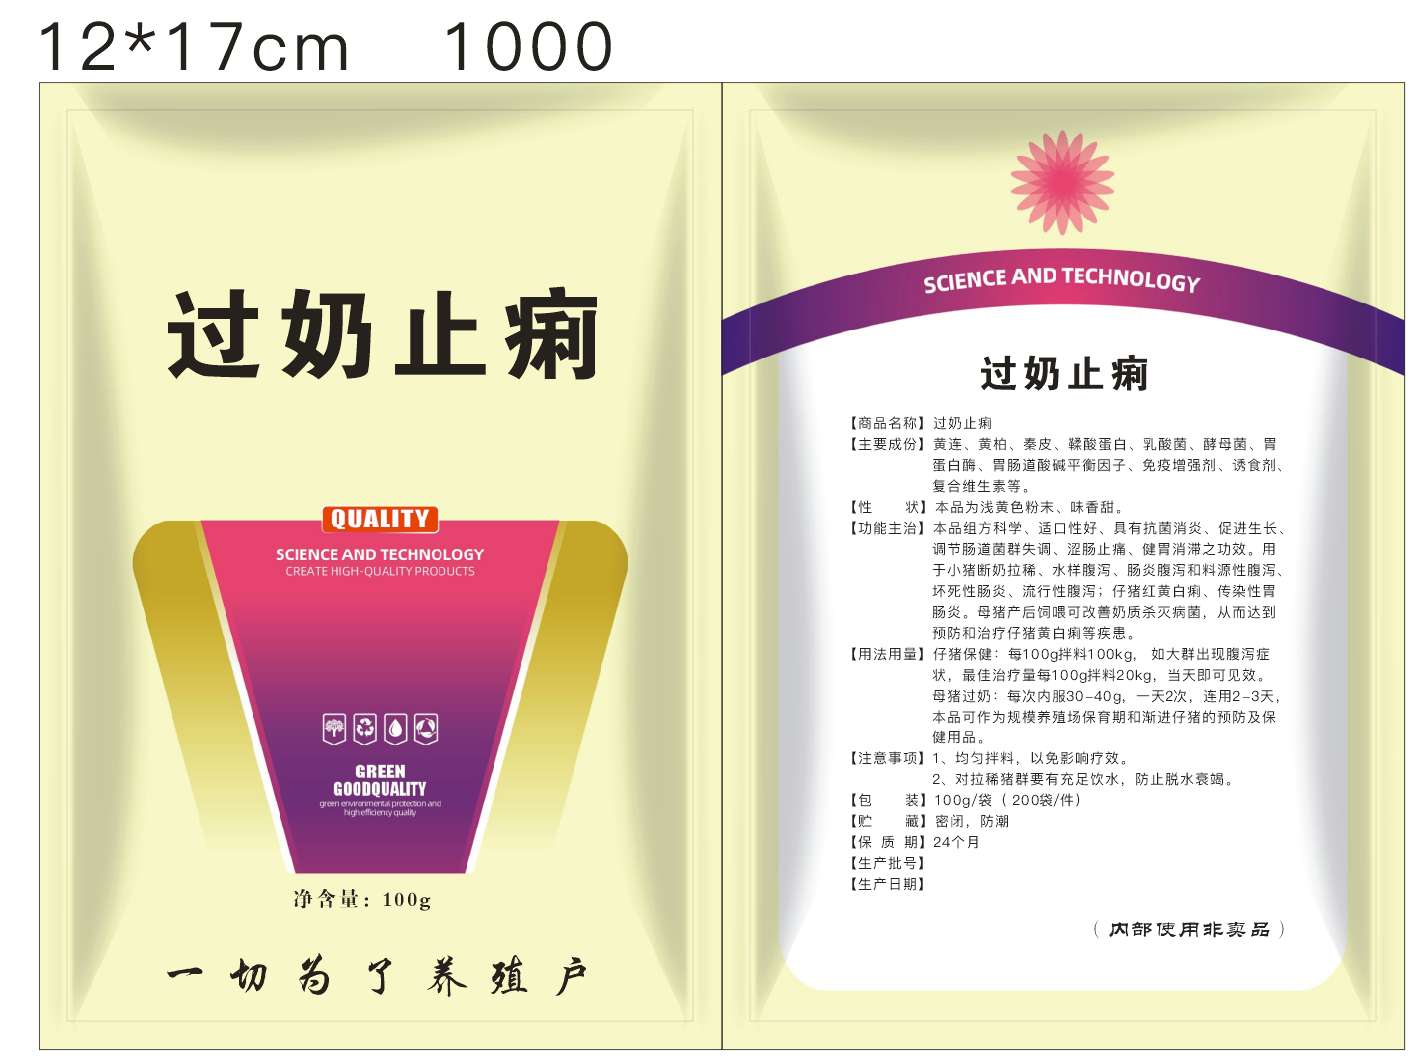 12*17cm 1000
过奶止痢
QUALITY
SCIENCE AND TECHNOLOGY
CREATE HIGH-QUALITY PRODUCTS
GREEN
GOODQUALITY
green environmental protection and
high efficiency quality
净含量：100g
一切为了养殖户
SCIENCE AND TECHNOLOGY
过奶止痢
【商品名称】过奶止痢
【主要成份】黄连、黄柏、秦皮、鞣酸蛋白、乳酸菌、酵母菌、胃
蛋白酶、胃肠道酸碱平衡因子、免疫增强剂、诱食剂、
复合维生素等。
【性 状】本品为浅黄色粉末、味香甜。
【功能主治】本品组方科学、适口性好、具有抗菌消炎、促进生长、
调节肠道菌群失调、涩肠止痛、健胃消滞之功效。用
于小猪断奶拉稀、水样腹泻、肠炎腹泻和料源性腹泻、
坏死性肠炎、流行性腹泻；仔猪红黄白痢、传染性胃
肠炎。母猪产后饲喂可改善奶质杀灭病菌，从而达到
预防和治疗仔猪黄白痢等疾患。
【用法用量】仔猪保健：每100g拌料100kg， 如大群出现腹泻症
状，最佳治疗量每100g拌料20kg，当天即可见效。
母猪过奶：每次内服30-40g，一天2次，连用2-3天，
本品可作为规模养殖场保育期和渐进仔猪的预防及保
健用品。
【注意事项】1、均匀拌料，以免影响疗效。
2、对拉稀猪群要有充足饮水，防止脱水衰竭。
【包 装】100g/袋（ 200袋/件）
【贮 藏】密闭，防潮
【保 质 期】24个月
【生产批号】
【生产日期】
（内部使用非卖品）